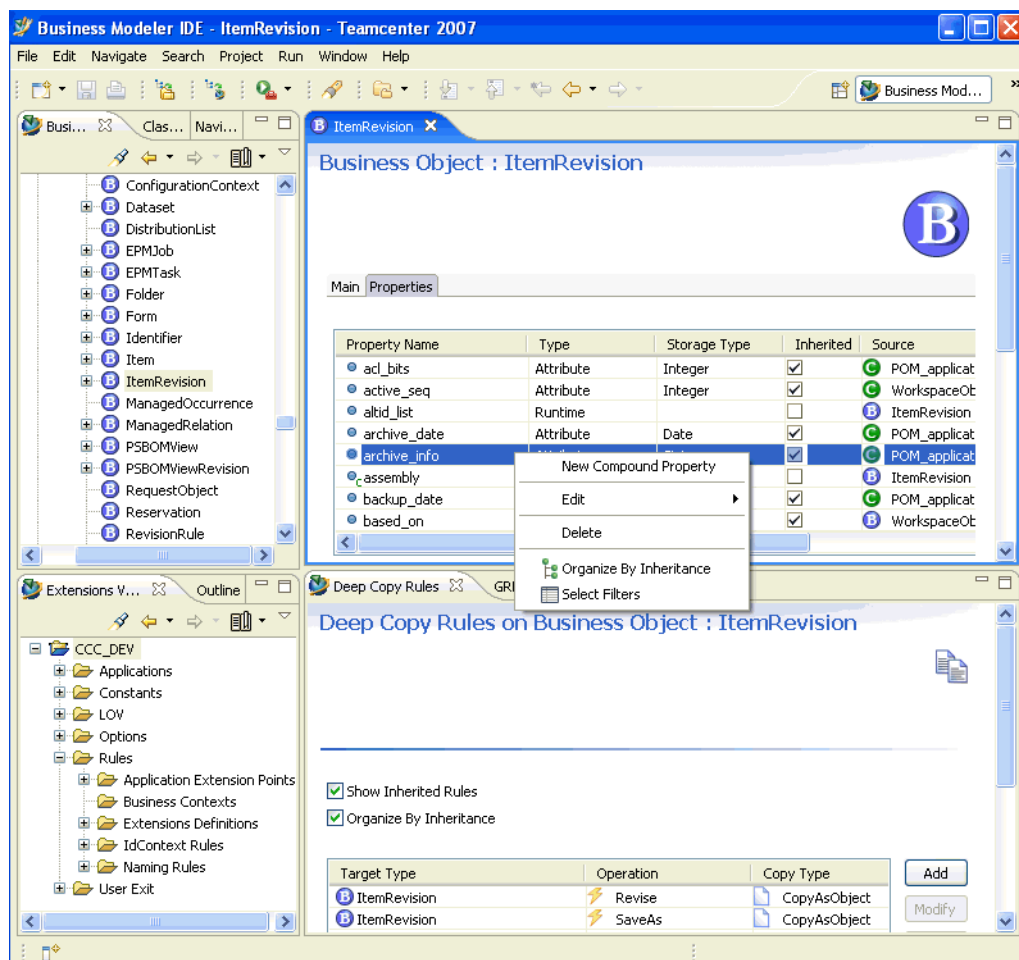 Business Modeler IDE - ItemRevision - Teamcenter 2007
File Edit Navigate Search Project Run Window Help
Business Mod...
Busi... Clas... Navi...
ConfigurationContext
Dataset
DistributionList
EPMJob
EPMTask
Folder
Form
Identifier
Item
ItemRevision
ManagedOccurrence
ManagedRelation
PSBOMView
PSBOMViewRevision
RequestObject
Reservation
RevisionRule
ItemRevision
Business Object : ItemRevision
Main Properties
Property Name Type Storage Type Inherited Source
acl_bits Attribute Integer POM_applicat
active_seq Attribute Integer WorkspaceOb
altid_list Runtime ItemRevision
archive_date Attribute Date POM_applicat
archive_info POM_applicat
assembly ItemRevision
backup_date POM_applicat
based_on WorkspaceOb
New Compound Property
Edit
Delete
Organize By Inheritance
Select Filters
Extensions V... Outline
CCC_DEV
Applications
Constants
LOV
Options
Rules
Application Extension Points
Business Contexts
Extensions Definitions
IdContext Rules
Naming Rules
User Exit
Deep Copy Rules GRI
Deep Copy Rules on Business Object : ItemRevision
Show Inherited Rules
Organize By Inheritance
Target Type Operation Copy Type
ItemRevision Revise CopyAsObject
ItemRevision SaveAs CopyAsObject
Add
Modify